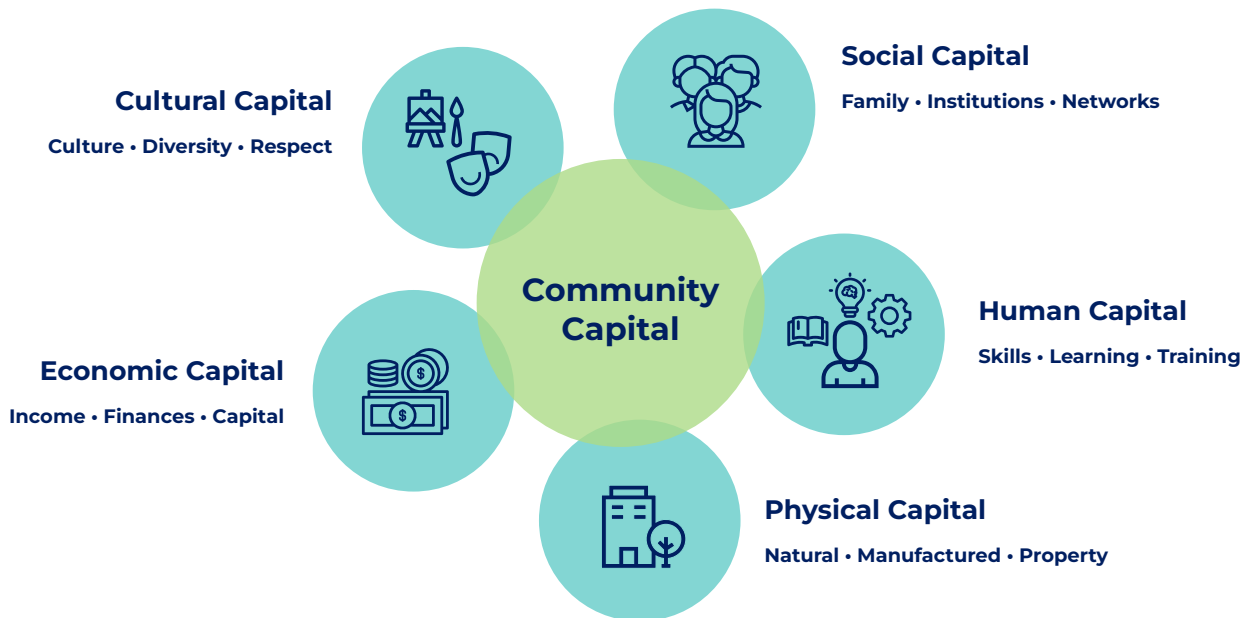 Social Capital
Family • Institutions • Networks
Cultural Capital
Culture • Diversity • Respect
Community
Capital
Human Capital
Skills • Learning • Training
Economic Capital
Income • Finances • Capital
$
$
Physical Capital
Natural • Manufactured • Property